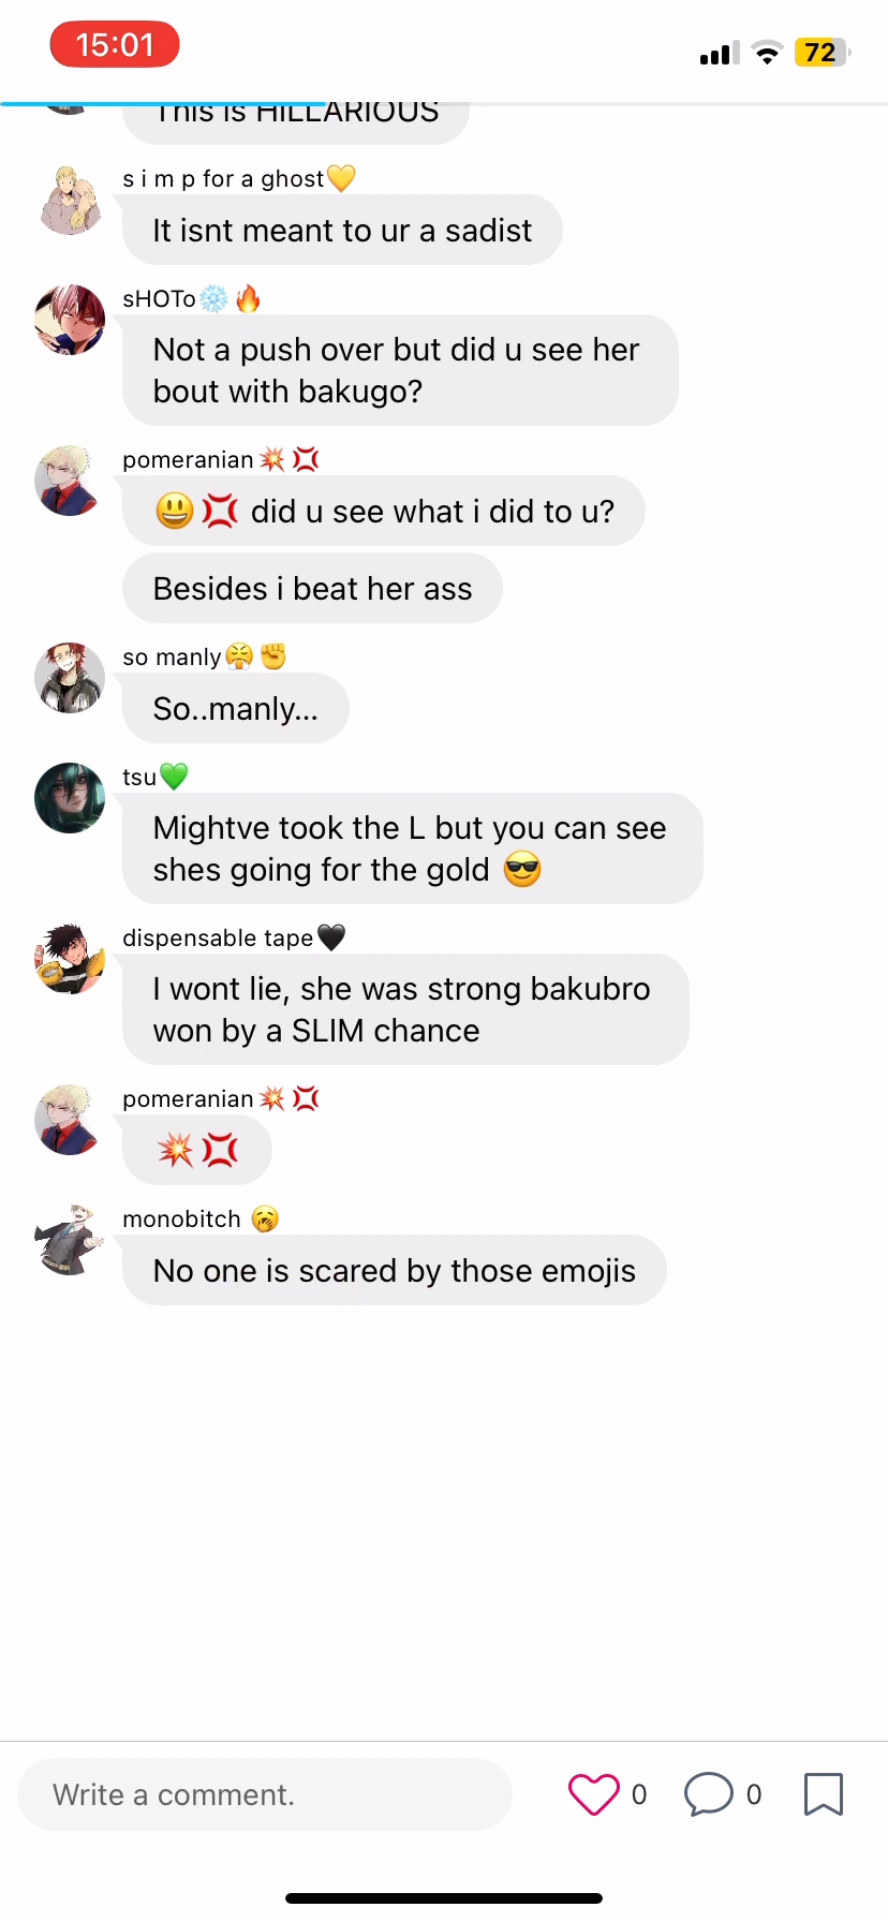 15:01
72
This is HILLARIOUS
s i m p for a ghost💛
It isnt meant to ur a sadist
sHOTo❄️🔥
Not a push over but did u see her
bout with bakugo?
pomeranian💥💢
😃💢 did u see what i did to u?
Besides i beat her ass
so manly😤✊
So..manly...
tsu💚
Mightve took the L but you can see
shes going for the gold 😎
dispensable tape🖤
I wont lie, she was strong bakubro
won by a SLIM chance
pomeranian💥💢
💥💢
monobitch 🥱
No one is scared by those emojis
Write a comment.
0
0